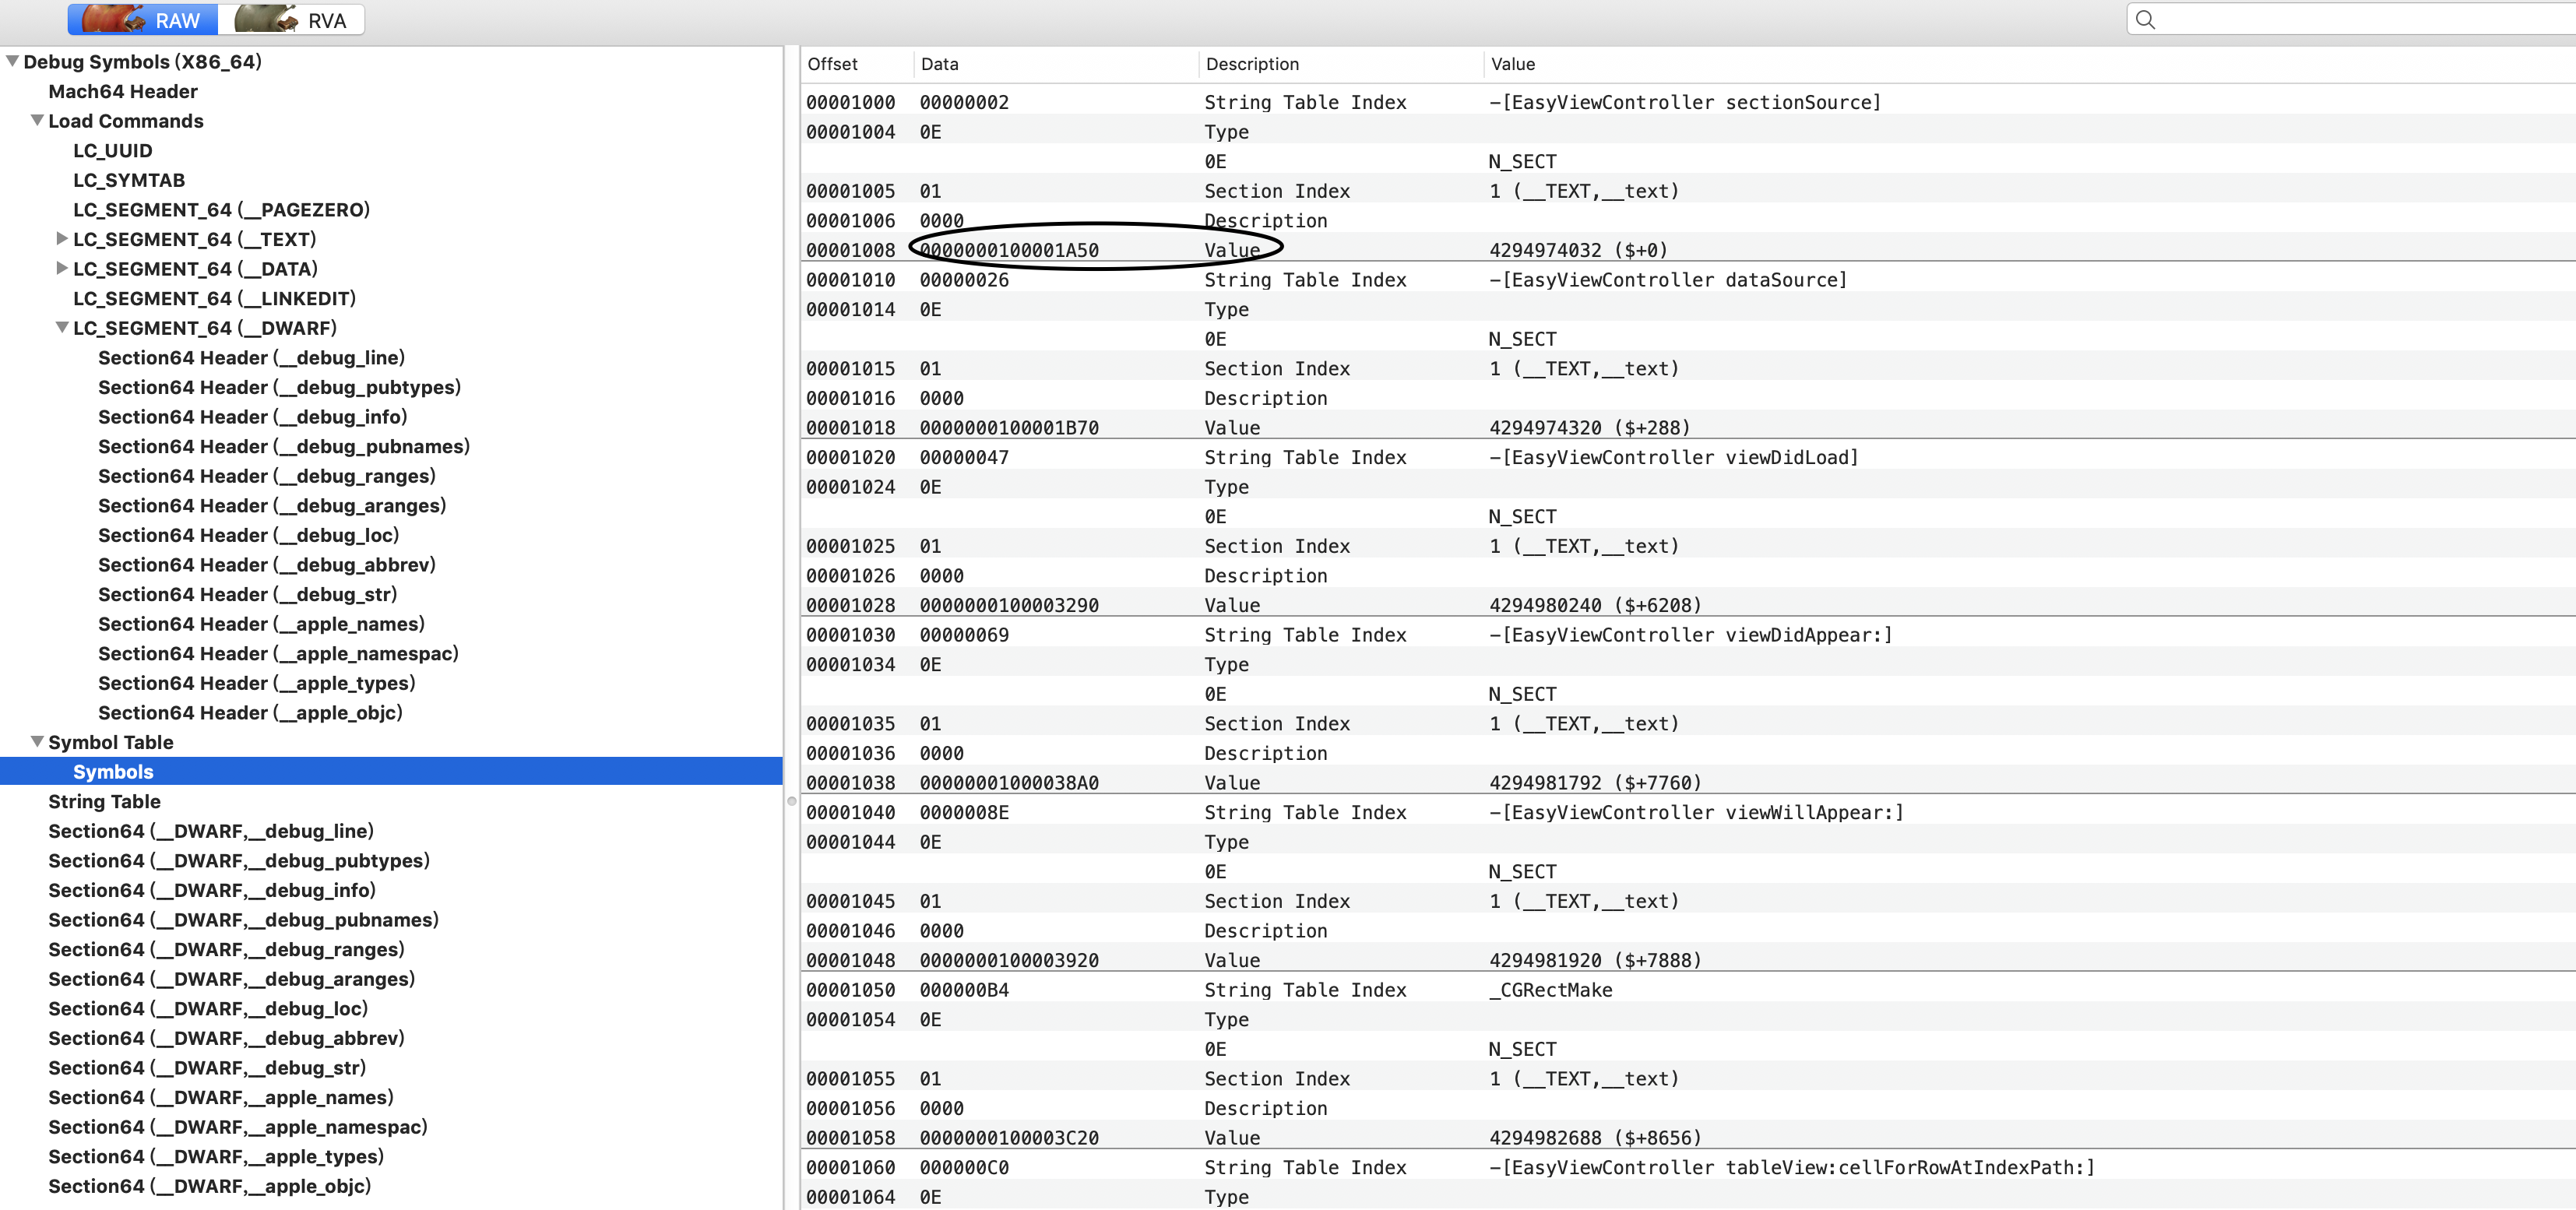 RAW RVA
Debug Symbols (X86_64)
Mach64 Header
Load Commands
LC_UUID
LC_SYMTAB
LC_SEGMENT_64 (__PAGEZERO)
LC_SEGMENT_64 (__TEXT)
LC_SEGMENT_64 (__DATA)
LC_SEGMENT_64 (__LINKEDIT)
LC_SEGMENT_64 (__DWARF)
Section64 Header (__debug_line)
Section64 Header (__debug_pubtypes)
Section64 Header (__debug_info)
Section64 Header (__debug_pubnames)
Section64 Header (__debug_ranges)
Section64 Header (__debug_aranges)
Section64 Header (__debug_loc)
Section64 Header (__debug_abbrev)
Section64 Header (__debug_str)
Section64 Header (__apple_names)
Section64 Header (__apple_namespac)
Section64 Header (__apple_types)
Section64 Header (__apple_objc)
Symbol Table
Symbols
String Table
Section64 (__DWARF,__debug_line)
Section64 (__DWARF,__debug_pubtypes)
Section64 (__DWARF,__debug_info)
Section64 (__DWARF,__debug_pubnames)
Section64 (__DWARF,__debug_ranges)
Section64 (__DWARF,__debug_aranges)
Section64 (__DWARF,__debug_loc)
Section64 (__DWARF,__debug_abbrev)
Section64 (__DWARF,__debug_str)
Section64 (__DWARF,__apple_names)
Section64 (__DWARF,__apple_namespac)
Section64 (__DWARF,__apple_types)
Section64 (__DWARF,__apple_objc)
Offset Data Description Value
00001000 00000002 String Table Index -[EasyViewController sectionSource]
00001004 0E Type
0E N_SECT
00001005 01 Section Index 1 (__TEXT,__text)
00001006 0000 Description
00001008 0000000100001A50 Value 4294974032 ($+0)
00001010 00000026 String Table Index -[EasyViewController dataSource]
00001014 0E Type
0E N_SECT
00001015 01 Section Index 1 (__TEXT,__text)
00001016 0000 Description
00001018 0000000100001B70 Value 4294974320 ($+288)
00001020 00000047 String Table Index -[EasyViewController viewDidLoad]
00001024 0E Type
0E N_SECT
00001025 01 Section Index 1 (__TEXT,__text)
00001026 0000 Description
00001028 0000000100003290 Value 4294980240 ($+6208)
00001030 00000069 String Table Index -[EasyViewController viewDidAppear:]
00001034 0E Type
0E N_SECT
00001035 01 Section Index 1 (__TEXT,__text)
00001036 0000 Description
00001038 00000001000038A0 Value 4294981792 ($+7760)
00001040 0000008E String Table Index -[EasyViewController viewWillAppear:]
00001044 0E Type
0E N_SECT
00001045 01 Section Index 1 (__TEXT,__text)
00001046 0000 Description
00001048 0000000100003920 Value 4294981920 ($+7888)
00001050 000000B4 String Table Index _CGRectMake
00001054 0E Type
0E N_SECT
00001055 01 Section Index 1 (__TEXT,__text)
00001056 0000 Description
00001058 0000000100003C20 Value 4294982688 ($+8656)
00001060 000000C0 String Table Index -[EasyViewController tableView:cellForRowAtIndexPath:]
00001064 0E Type